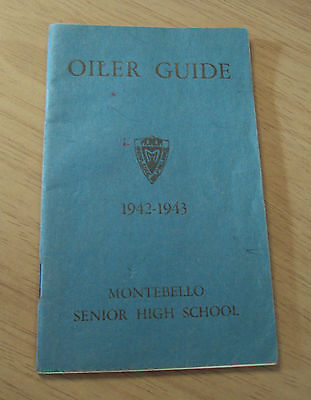 OILER GUIDE
M
1942-1943
MONTEBELLO
SENIOR HIGH SCHOOL